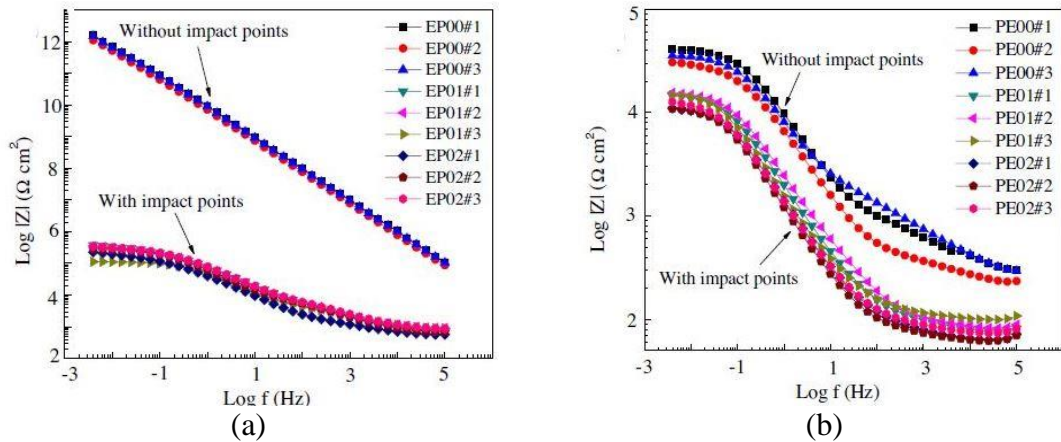 12
10
8
6
4
2
Log |Z| (Ω cm²)
Without impact points
With impact points
EP00#1
EP00#2
EP00#3
EP01#1
EP01#2
EP01#3
EP02#1
EP02#2
EP02#3
-3 -1 1 3 5
Log f (Hz)
(a)
5
4
3
2
Log |Z| (Ω cm²)
Without impact points
With impact points
PE00#1
PE00#2
PE00#3
PE01#1
PE01#2
PE01#3
PE02#1
PE02#2
PE02#3
-3 -1 1 3 5
Log f (Hz)
(b)